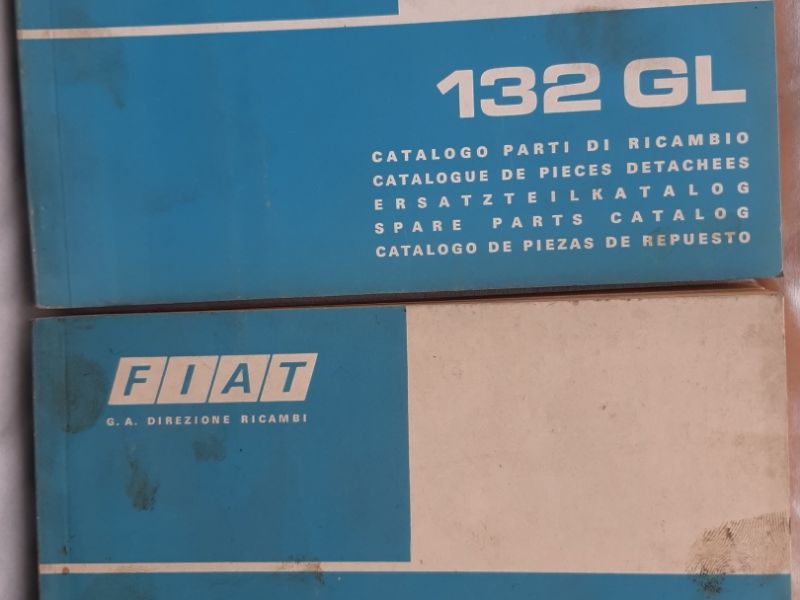 132 GL
CATALOGO PARTI DI RICAMBIO
CATALOGUE DE PIECES DETACHEES
ERSATZTEILKATALOG
SPARE PARTS CATALOG
CATALOGO DE PIEZAS DE REPUESTO
FIAT
G. A. DIREZIONE RICAMBI